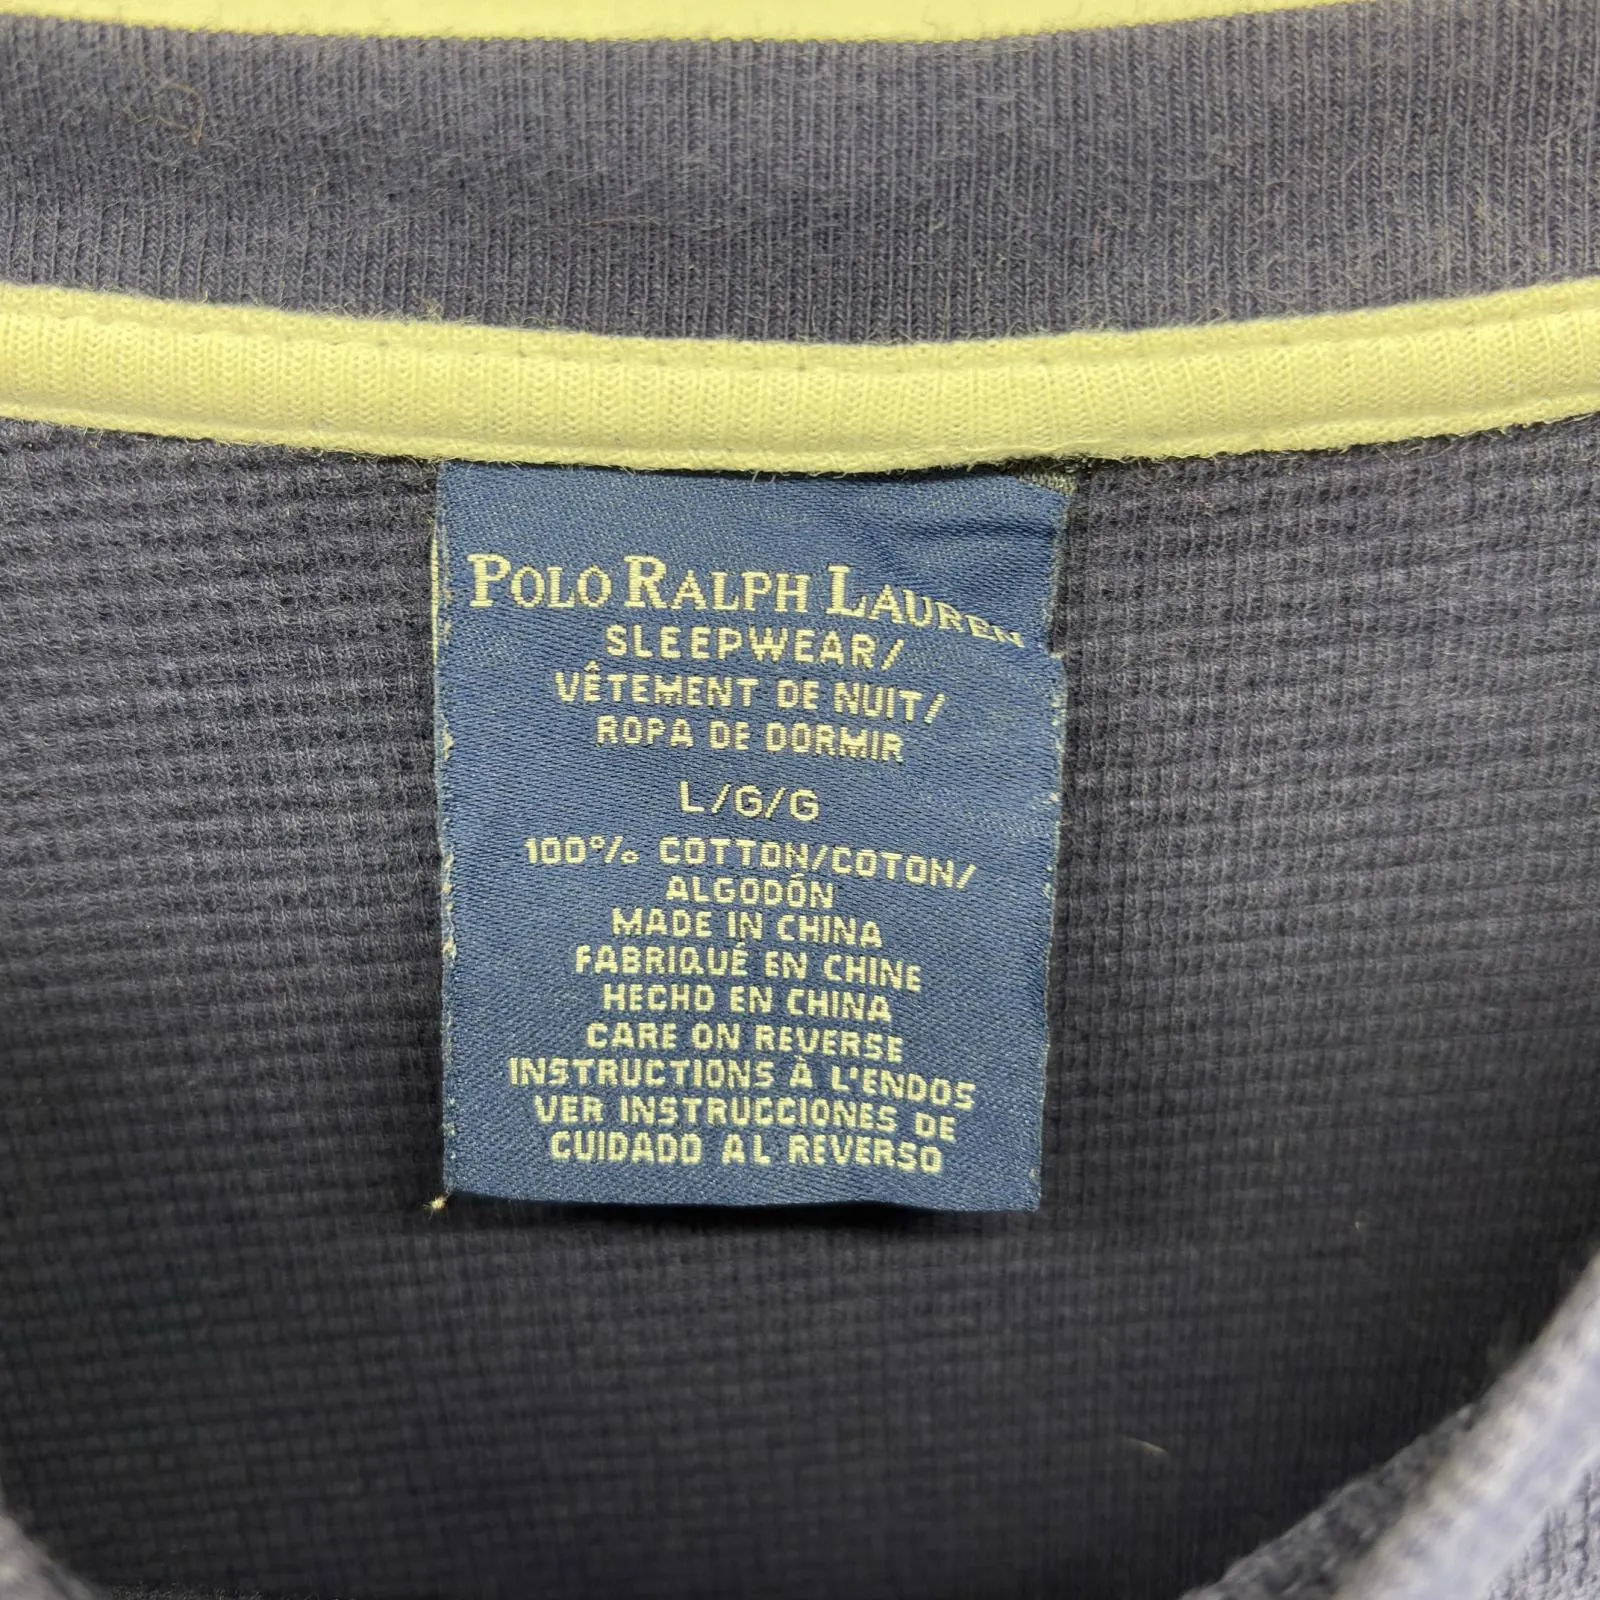 POLO RALPH LAUREN
SLEEPWEAR/
VÊTEMENT DE NUIT/
ROPA DE DORMIR
L/G/G
100% COTTON/COTON/
ALGODÓN
MADE IN CHINA
FABRIQUÉ EN CHINE
HECHO EN CHINA
CARE ON REVERSE
INSTRUCTIONS À L'ENDOS
VER INSTRUCCIONES DE
CUIDADO AL REVERSO